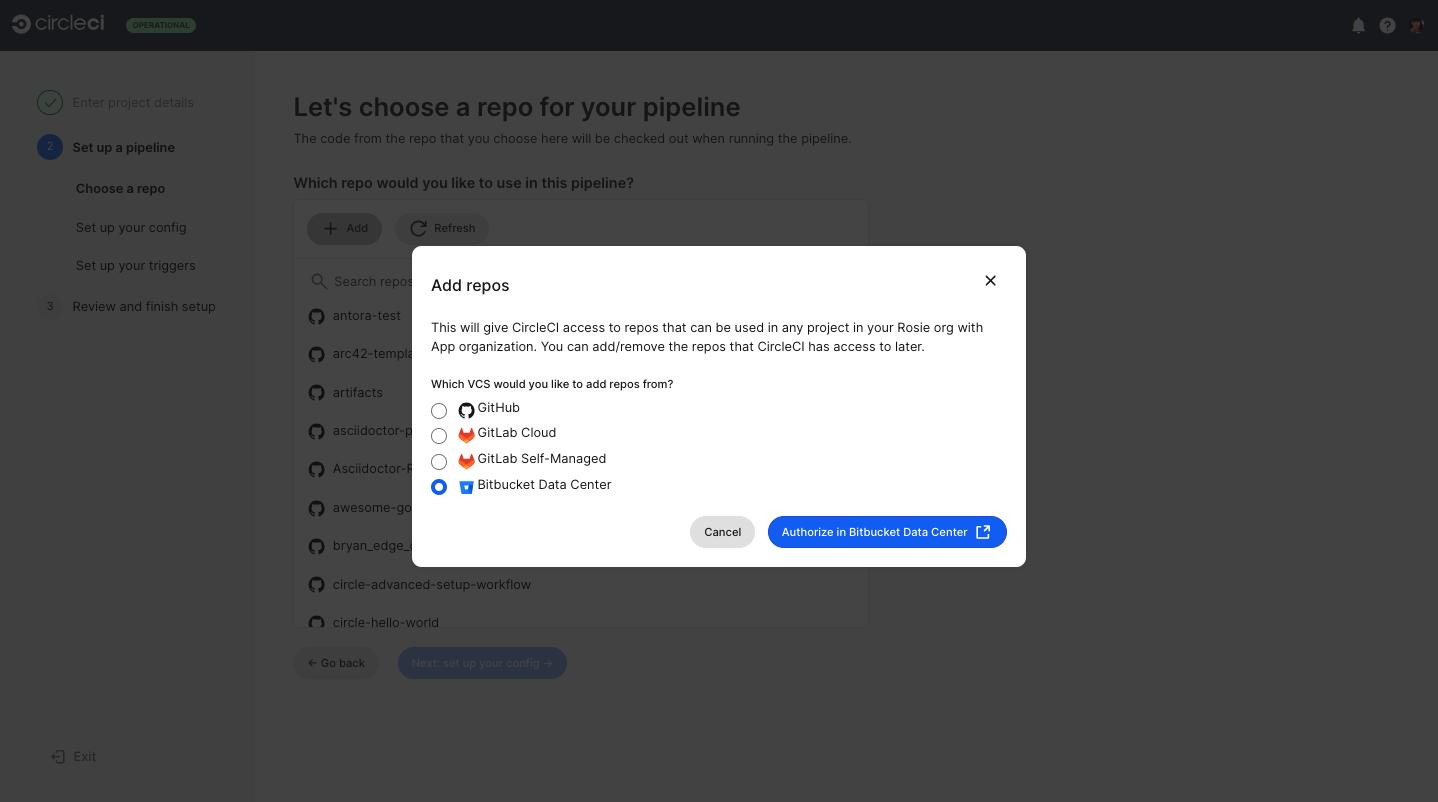 circleci
OPERATIONAL
Enter project details
2
Set up a pipeline
Choose a repo
Set up your config
Set up your triggers
3
Review and finish setup
Exit
Let's choose a repo for your pipeline
The code from the repo that you choose here will be checked out when running the pipeline.
Which repo would you like to use in this pipeline?
Add
Refresh
Search repos
antora-test
arc42-templa
artifacts
asciidoctor-p
Asciidoctor-R
awesome-go
bryan_edge_
circle-advanced-setup-workflow
circle-hello-world
← Go back
Next: set up your config →
Add repos
This will give CircleCI access to repos that can be used in any project in your Rosie org with
App organization. You can add/remove the repos that CircleCI has access to later.
Which VCS would you like to add repos from?
GitHub
GitLab Cloud
GitLab Self-Managed
Bitbucket Data Center
Cancel
Authorize in Bitbucket Data Center